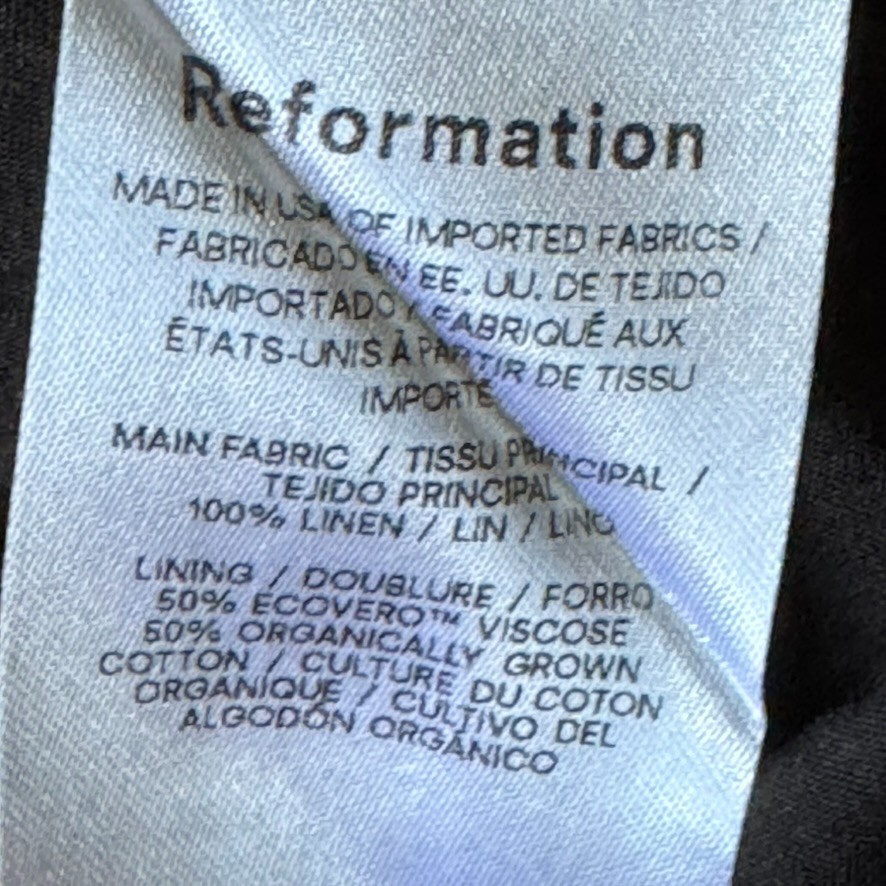 Reformation
MADE IN USA OF IMPORTED FABRICS /
FABRICADO EN EE. UU. DE TEJIDO
IMPORTADO / FABRIQUÉ AUX
ÉTATS-UNIS À PARTIR DE TISSU
IMPORTÉ
MAIN FABRIC / TISSU PRINCIPAL /
TEJIDO PRINCIPAL
100% LINEN / LIN / LINO
LINING / DOUBLURE / FORRO
50% ECOVERO™ VISCOSE
50% ORGANICALLY GROWN
COTTON / CULTURE DU COTON
ORGANIQUE / CULTIVO DEL
ALGODÓN ORGÁNICO